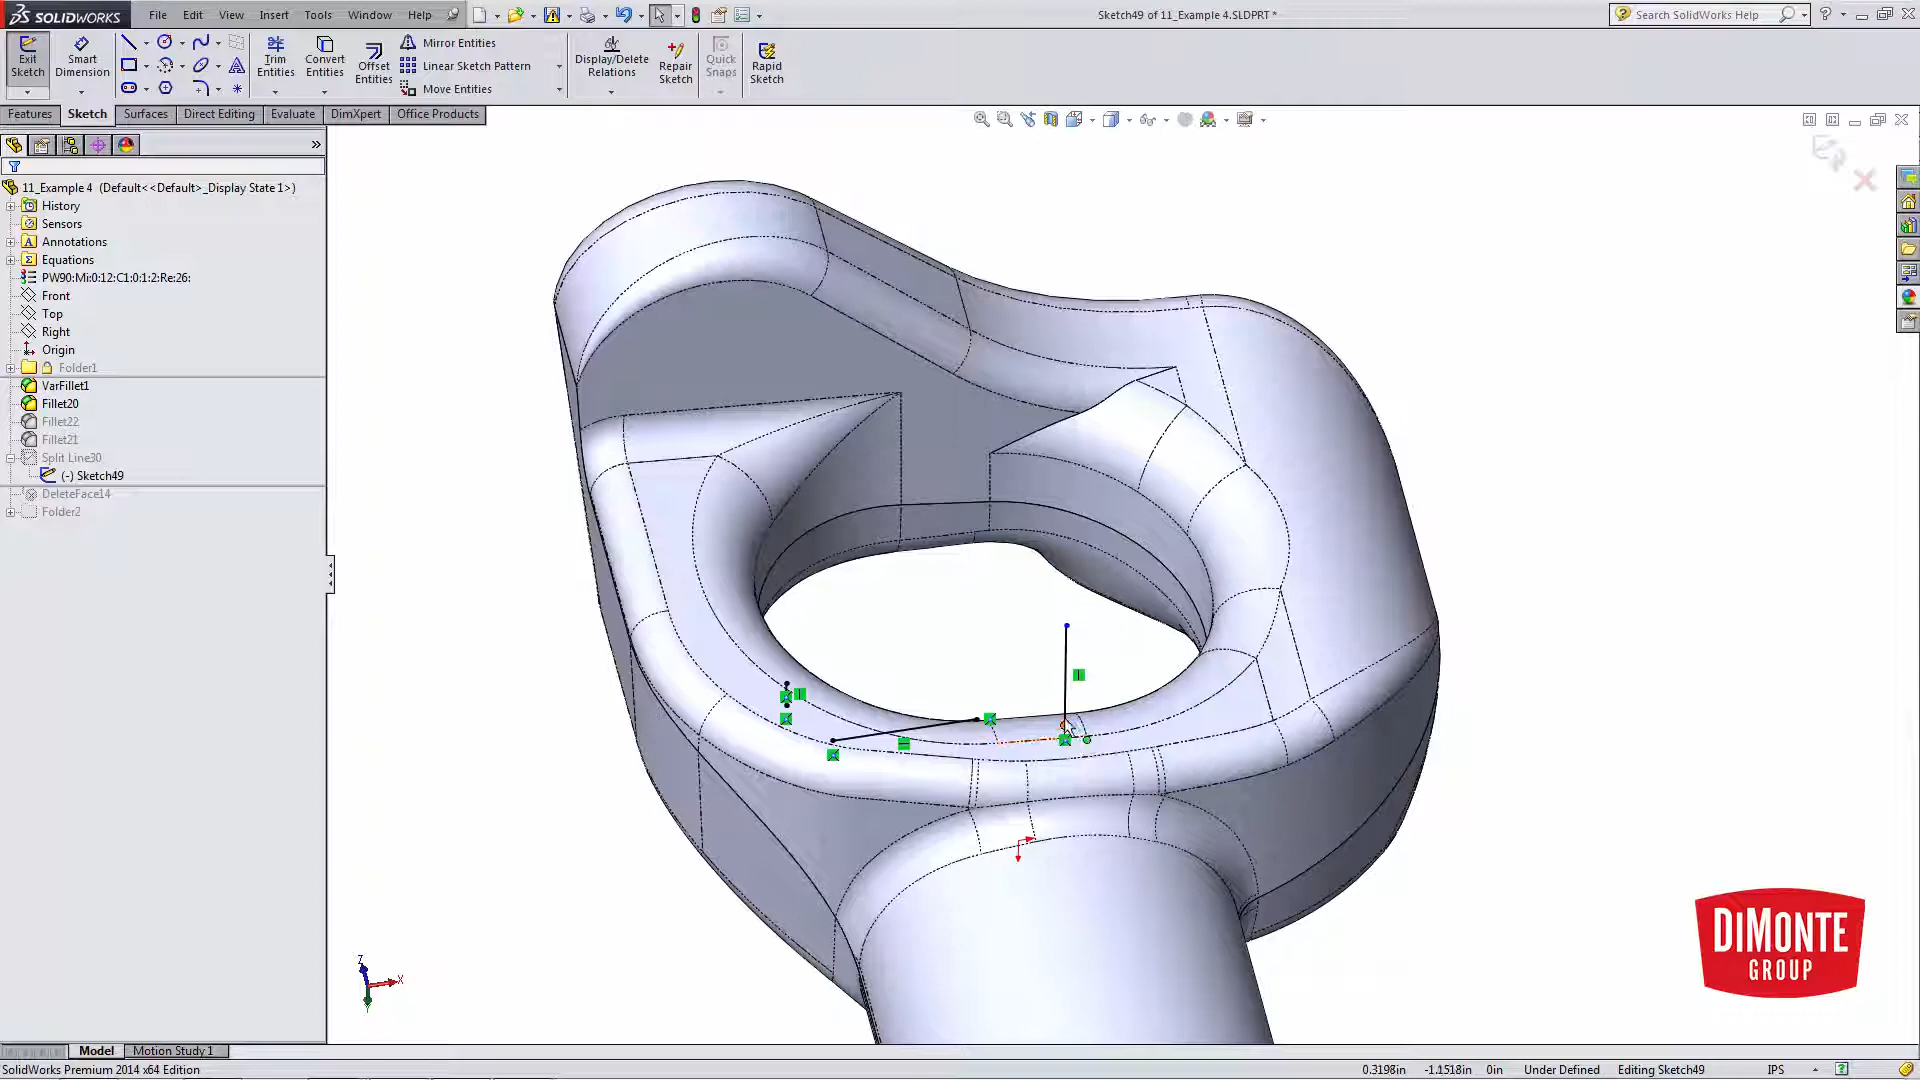 SOLIDWORKS
File Edit View Insert Tools Window Help
Sketch49 of 11_Example 4.SLDPRT *
Search SolidWorks Help
Exit Sketch
Smart Dimension
Trim Entities
Convert Entities
Offset Entities
Mirror Entities
Linear Sketch Pattern
Move Entities
Display/Delete Relations
Repair Sketch
Quick Snaps
Rapid Sketch
Features Sketch Surfaces Direct Editing Evaluate DimXpert Office Products
11_Example 4 (Default<<Default>_Display State 1>)
History
Sensors
Annotations
Equations
PW90:Mi:0:12:C1:0:1:2:Re:26:
Front
Top
Right
Origin
Folder1
VarFillet1
Fillet20
Fillet22
Fillet21
Split Line30
(-) Sketch49
DeleteFace14
Folder2
Z
X
Y
DIMONTE
GROUP
Model Motion Study 1
SolidWorks Premium 2014 x64 Edition
0.3198in -1.1518in 0in Under Defined Editing Sketch49 IPS